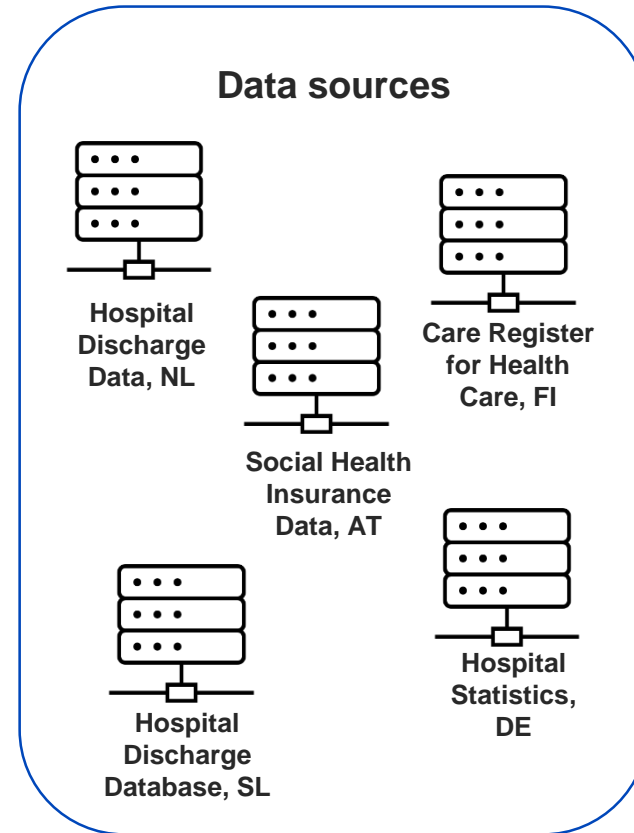 Data sources
Hospital
Discharge
Data, NL
Care Register
for Health
Care, FI
Social Health
Insurance
Data, AT
Hospital
Discharge
Database, SL
Hospital
Statistics,
DE